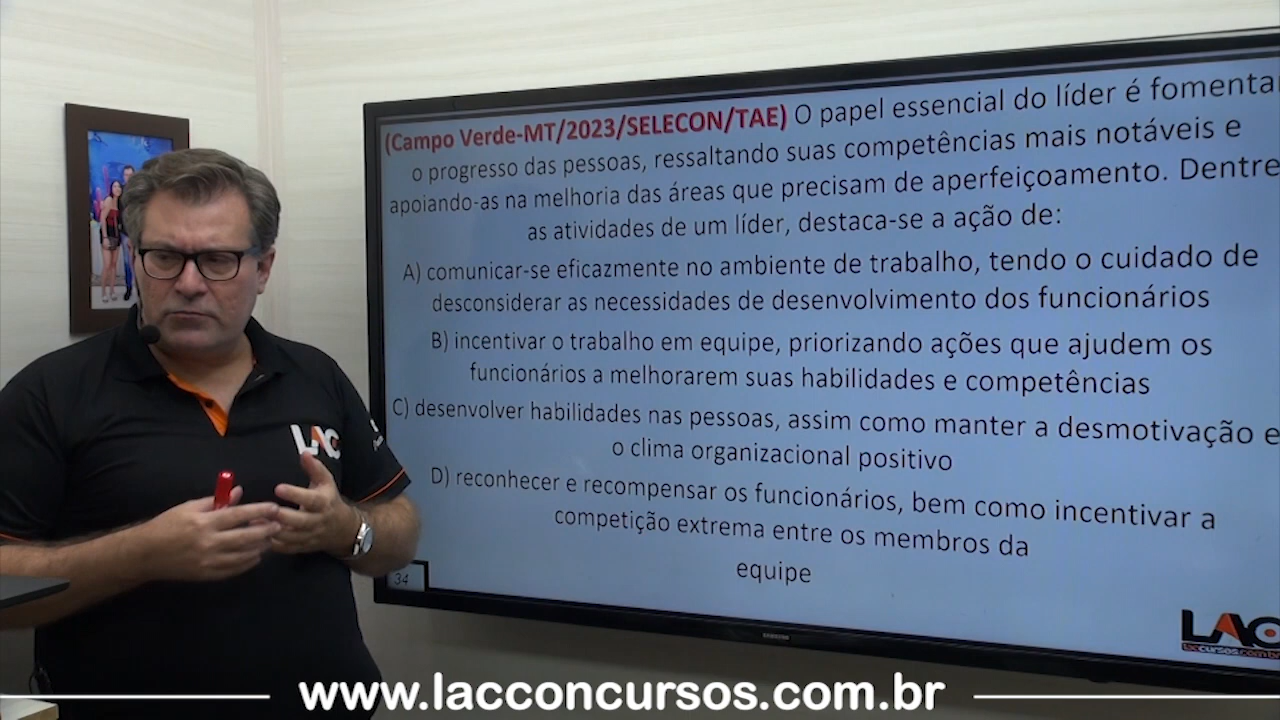 (Campo Verde-MT/2023/SELECON/TAE) O papel essencial do líder é fomentar
o progresso das pessoas, ressaltando suas competências mais notáveis e
apoiando-as na melhoria das áreas que precisam de aperfeiçoamento. Dentre
as atividades de um líder, destaca-se a ação de:
A) comunicar-se eficazmente no ambiente de trabalho, tendo o cuidado de
desconsiderar as necessidades de desenvolvimento dos funcionários
B) incentivar o trabalho em equipe, priorizando ações que ajudem os
funcionários a melhorarem suas habilidades e competências
C) desenvolver habilidades nas pessoas, assim como manter a desmotivação e
o clima organizacional positivo
D) reconhecer e recompensar os funcionários, bem como incentivar a
competição extrema entre os membros da
equipe
34
LAC
LAC
SAMSUNG
www.lacconcursos.com.br